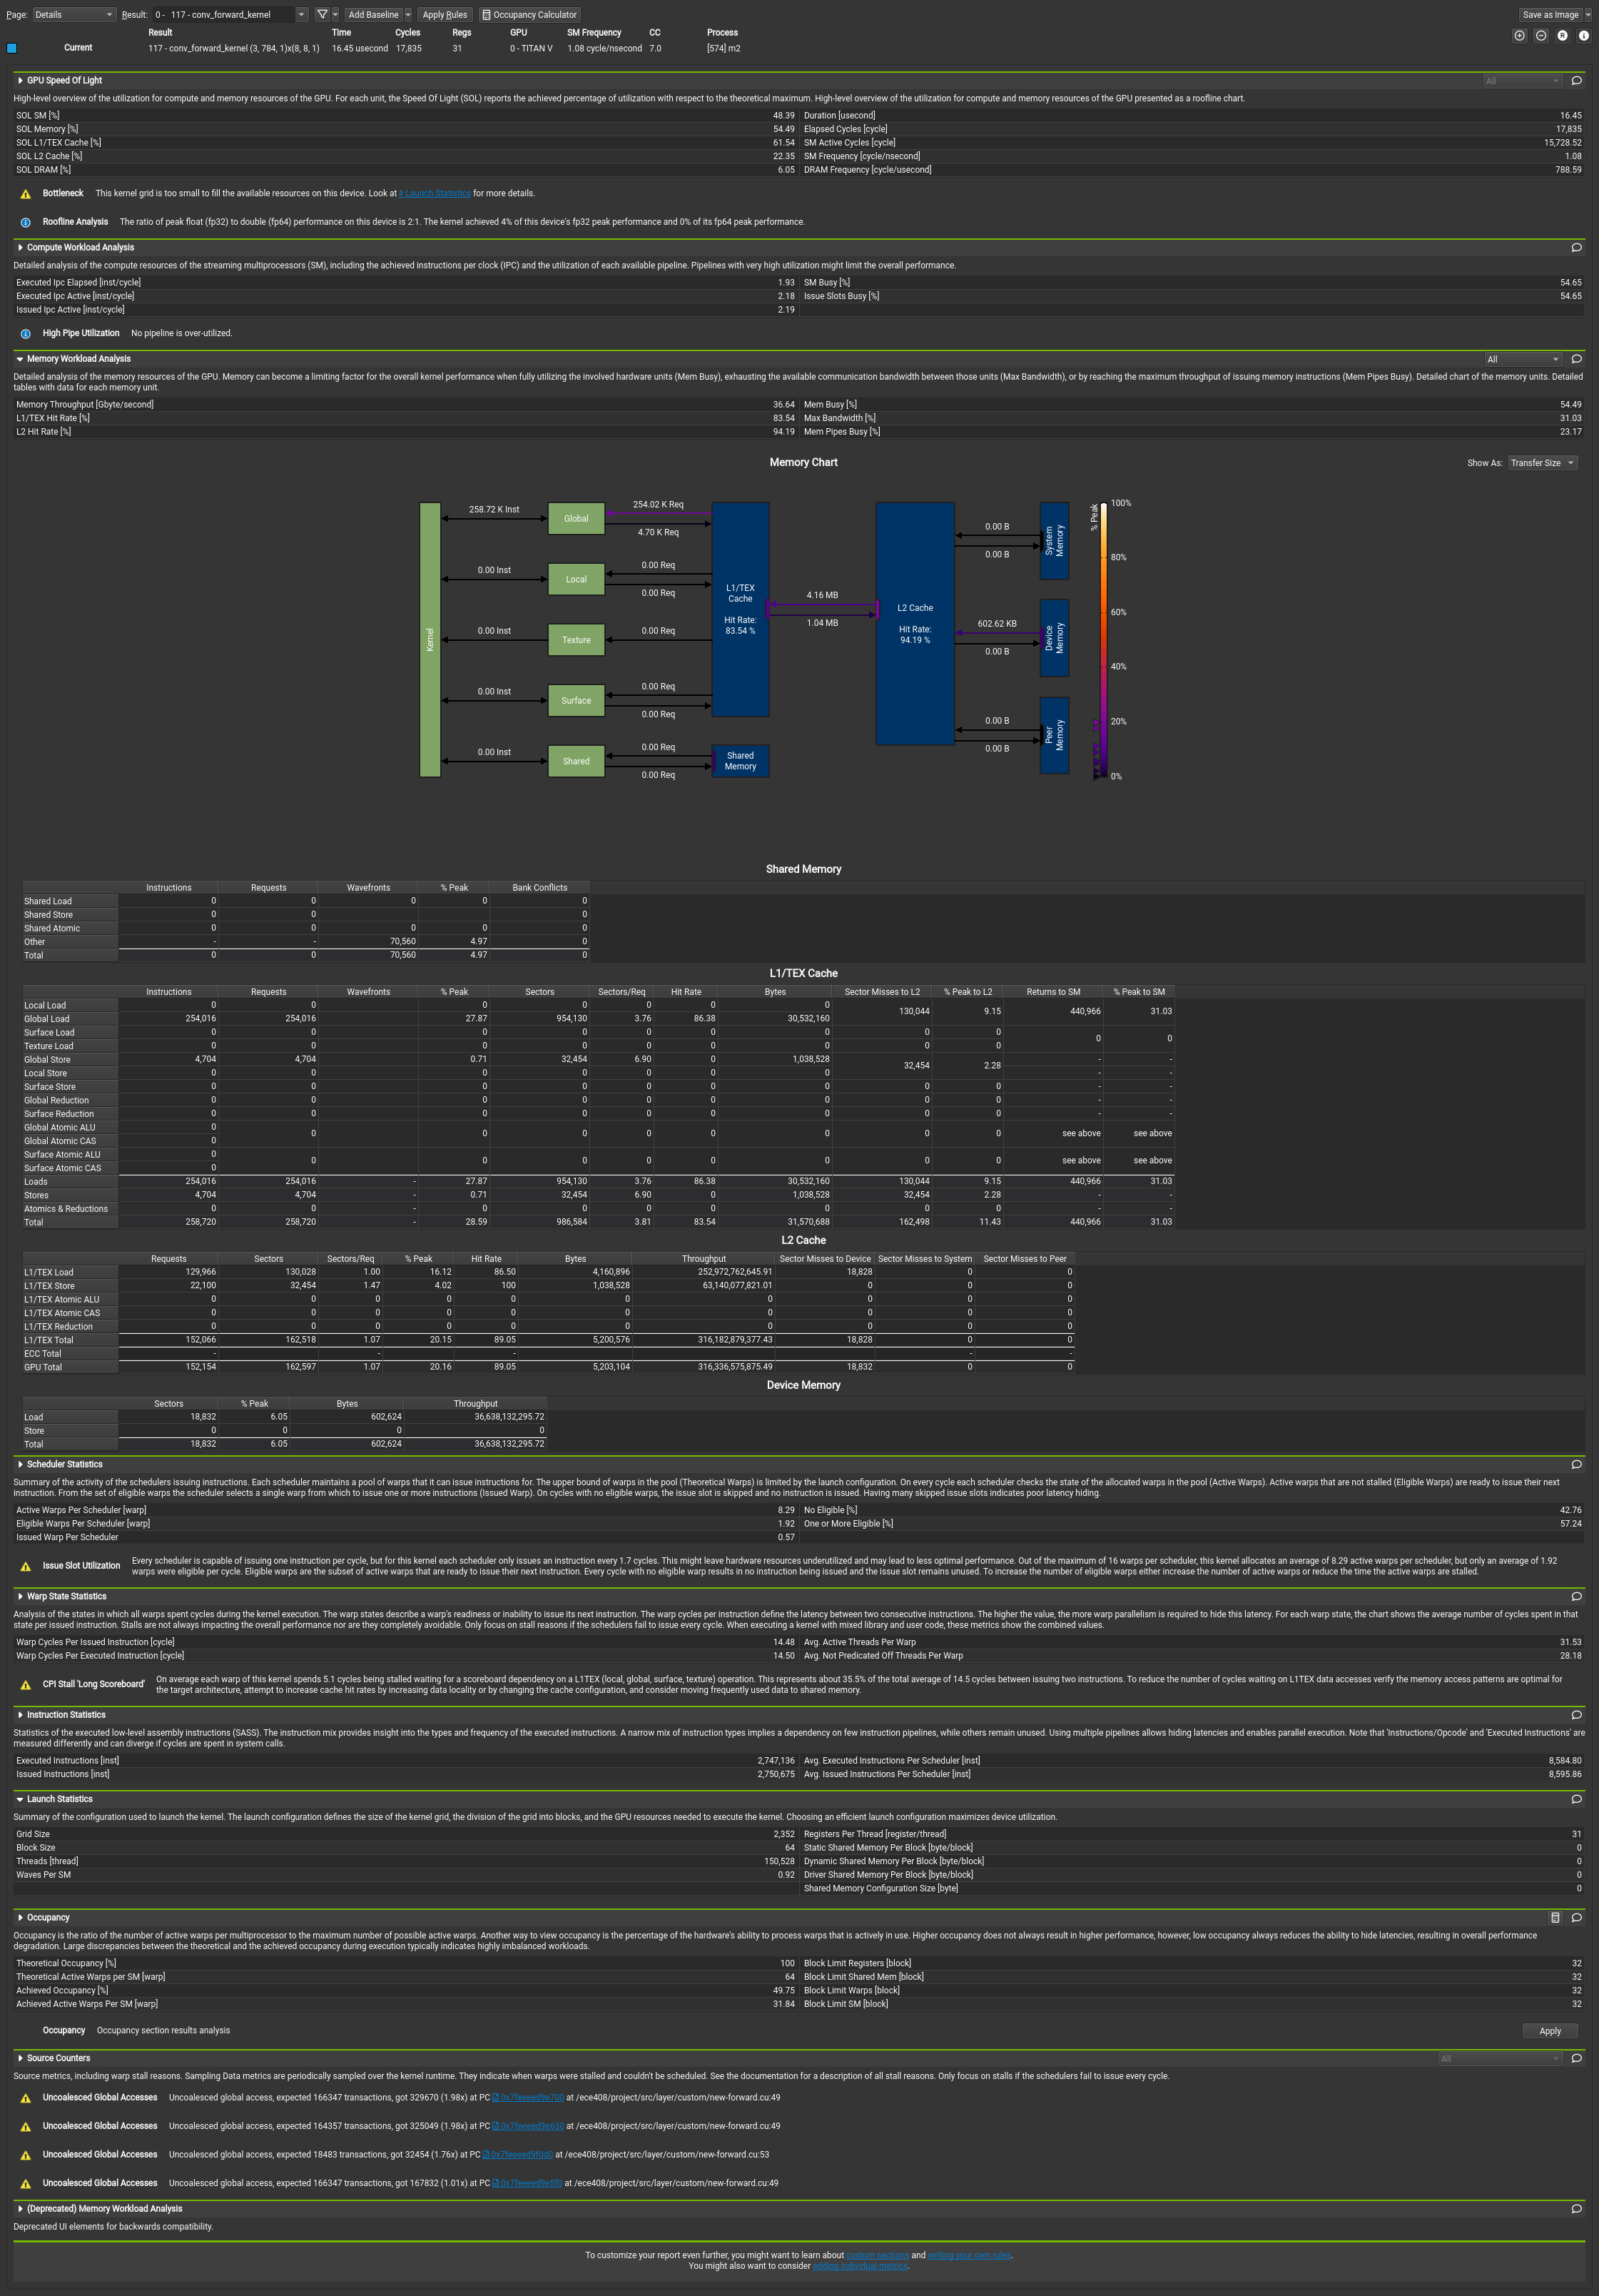 Page: Details Result: 0 - 117 - conv_forward_kernel Add Baseline Apply Rules Occupancy Calculator Save as Image
Result Time Cycles Regs GPU SM Frequency CC Process
Current 117 - conv_forward_kernel (3, 784, 1)x(8, 8, 1) 16.45 usecond 17,835 31 0 - TITAN V 1.08 cycle/nsecond 7.0 [574] m2
GPU Speed Of Light All
High-level overview of the utilization for compute and memory resources of the GPU. For each unit, the Speed Of Light (SOL) reports the achieved percentage of utilization with respect to the theoretical maximum. High-level overview of the utilization for compute and memory resources of the GPU presented as a roofline chart.
SOL SM [%] 48.39 Duration [usecond] 16.45
SOL Memory [%] 54.49 Elapsed Cycles [cycle] 17,835
SOL L1/TEX Cache [%] 61.54 SM Active Cycles [cycle] 15,728.52
SOL L2 Cache [%] 22.35 SM Frequency [cycle/nsecond] 1.08
SOL DRAM [%] 6.05 DRAM Frequency [cycle/usecond] 788.59
Bottleneck This kernel grid is too small to fill the available resources on this device. Look at Launch Statistics for more details.
Roofline Analysis The ratio of peak float (fp32) to double (fp64) performance on this device is 2:1. The kernel achieved 4% of this device's fp32 peak performance and 0% of its fp64 peak performance.
Compute Workload Analysis
Detailed analysis of the compute resources of the streaming multiprocessors (SM), including the achieved instructions per clock (IPC) and the utilization of each available pipeline. Pipelines with very high utilization might limit the overall performance.
Executed Ipc Elapsed [inst/cycle] 1.93 SM Busy [%] 54.65
Executed Ipc Active [inst/cycle] 2.18 Issue Slots Busy [%] 54.65
Issued Ipc Active [inst/cycle] 2.19
High Pipe Utilization No pipeline is over-utilized.
Memory Workload Analysis All
Detailed analysis of the memory resources of the GPU. Memory can become a limiting factor for the overall kernel performance when fully utilizing the involved hardware units (Mem Busy), exhausting the available communication bandwidth between those units (Max Bandwidth), or by reaching the maximum throughput of issuing memory instructions (Mem Pipes Busy). Detailed chart of the memory units. Detailed
tables with data for each memory unit.
Memory Throughput [Gbyte/second] 36.64 Mem Busy [%] 54.49
L1/TEX Hit Rate [%] 83.54 Max Bandwidth [%] 31.03
L2 Hit Rate [%] 94.19 Mem Pipes Busy [%] 23.17
Memory Chart
Show As: Transfer Size
Kernel
258.72 K Inst
Global
254.02 K Req
4.70 K Req
0.00 Inst
Local
0.00 Req
0.00 Req
0.00 Inst
Texture
0.00 Req
0.00 Inst
Surface
0.00 Req
0.00 Req
0.00 Inst
Shared
0.00 Req
0.00 Req
L1/TEX
Cache
Hit Rate:
83.54 %
Shared
Memory
4.16 MB
1.04 MB
L2 Cache
Hit Rate:
94.19 %
0.00 B
0.00 B
System
Memory
602.62 KB
0.00 B
Device
Memory
0.00 B
0.00 B
Peer
Memory
% Peak
100%
80%
60%
40%
20%
0%
Shared Memory
Instructions Requests Wavefronts % Peak Bank Conflicts
Shared Load 0 0 0 0 0
Shared Store 0 0 0
Shared Atomic 0 0 0 0 0
Other - - 70,560 4.97 0
Total 0 0 70,560 4.97 0
L1/TEX Cache
Instructions Requests Wavefronts % Peak Sectors Sectors/Req Hit Rate Bytes Sector Misses to L2 % Peak to L2 Returns to SM % Peak to SM
Local Load 0 0 0 0 0 0 0 130,044 9.15 440,966 31.03
Global Load 254,016 254,016 27.87 954,130 3.76 86.38 30,532,160
Surface Load 0 0 0 0 0 0 0 0 0 0 0
Texture Load 0 0 0 0 0 0 0 0 0
Global Store 4,704 4,704 0.71 32,454 6.90 0 1,038,528 32,454 2.28 - -
Local Store 0 0 0 0 0 0 0 - -
Surface Store 0 0 0 0 0 0 0 0 0 - -
Global Reduction 0 0 0 0 0 0 0 0 0 - -
Surface Reduction 0 0 0 0 0 0 0 0 0 - -
Global Atomic ALU 0 0 0 0 0 0 0 0 0 see above see above
Global Atomic CAS 0
Surface Atomic ALU 0 0 0 0 0 0 0 0 0 see above see above
Surface Atomic CAS 0
Loads 254,016 254,016 - 27.87 954,130 3.76 86.38 30,532,160 130,044 9.15 440,966 31.03
Stores 4,704 4,704 - 0.71 32,454 6.90 0 1,038,528 32,454 2.28 - -
Atomics & Reductions 0 0 - 0 0 0 0 0 0 0 - -
Total 258,720 258,720 - 28.59 986,584 3.81 83.54 31,570,688 162,498 11.43 440,966 31.03
L2 Cache
Requests Sectors Sectors/Req % Peak Hit Rate Bytes Throughput Sector Misses to Device Sector Misses to System Sector Misses to Peer
L1/TEX Load 129,966 130,028 1.00 16.12 86.50 4,160,896 252,972,762,645.91 18,828 0 0
L1/TEX Store 22,100 32,454 1.47 4.02 100 1,038,528 63,140,077,821.01 0 0 0
L1/TEX Atomic ALU 0 0 0 0 0 0 0 0 0 0
L1/TEX Atomic CAS 0 0 0 0 0 0 0 0 0 0
L1/TEX Reduction 0 0 0 0 0 0 0 0 0 0
L1/TEX Total 152,066 162,518 1.07 20.15 89.05 5,200,576 316,182,879,377.43 18,828 0 0
ECC Total - - - - -
GPU Total 152,154 162,597 1.07 20.16 89.05 5,203,104 316,336,575,875.49 18,832 0 0
Device Memory
Sectors % Peak Bytes Throughput
Load 18,832 6.05 602,624 36,638,132,295.72
Store 0 0 0 0
Total 18,832 6.05 602,624 36,638,132,295.72
Scheduler Statistics
Summary of the activity of the schedulers issuing instructions. Each scheduler maintains a pool of warps that it can issue instructions for. The upper bound of warps in the pool (Theoretical Warps) is limited by the launch configuration. On every cycle each scheduler checks the state of the allocated warps in the pool (Active Warps). Active warps that are not stalled (Eligible Warps) are ready to issue their next
instruction. From the set of eligible warps the scheduler selects a single warp from which to issue one or more instructions (Issued Warp). On cycles with no eligible warps, the issue slot is skipped and no instruction is issued. Having many skipped issue slots indicates poor latency hiding.
Active Warps Per Scheduler [warp] 8.29 No Eligible [%] 42.76
Eligible Warps Per Scheduler [warp] 1.92 One or More Eligible [%] 57.24
Issued Warp Per Scheduler 0.57
Issue Slot Utilization Every scheduler is capable of issuing one instruction per cycle, but for this kernel each scheduler only issues an instruction every 1.7 cycles. This might leave hardware resources underutilized and may lead to less optimal performance. Out of the maximum of 16 warps per scheduler, this kernel allocates an average of 8.29 active warps per scheduler, but only an average of 1.92
warps were eligible per cycle. Eligible warps are the subset of active warps that are ready to issue their next instruction. Every cycle with no eligible warp results in no instruction being issued and the issue slot remains unused. To increase the number of eligible warps either increase the number of active warps or reduce the time the active warps are stalled.
Warp State Statistics
Analysis of the states in which all warps spent cycles during the kernel execution. The warp states describe a warp's readiness or inability to issue its next instruction. The warp cycles per instruction define the latency between two consecutive instructions. The higher the value, the more warp parallelism is required to hide this latency. For each warp state, the chart shows the average number of cycles spent in that
state per issued instruction. Stalls are not always impacting the overall performance nor are they completely avoidable. Only focus on stall reasons if the schedulers fail to issue every cycle. When executing a kernel with mixed library and user code, these metrics show the combined values.
Warp Cycles Per Issued Instruction [cycle] 14.48 Avg. Active Threads Per Warp 31.53
Warp Cycles Per Executed Instruction [cycle] 14.50 Avg. Not Predicated Off Threads Per Warp 28.18
CPI Stall 'Long Scoreboard' On average each warp of this kernel spends 5.1 cycles being stalled waiting for a scoreboard dependency on a L1TEX (local, global, surface, texture) operation. This represents about 35.5% of the total average of 14.5 cycles between issuing two instructions. To reduce the number of cycles waiting on L1TEX data accesses verify the memory access patterns are optimal for
the target architecture, attempt to increase cache hit rates by increasing data locality or by changing the cache configuration, and consider moving frequently used data to shared memory.
Instruction Statistics
Statistics of the executed low-level assembly instructions (SASS). The instruction mix provides insight into the types and frequency of the executed instructions. A narrow mix of instruction types implies a dependency on few instruction pipelines, while others remain unused. Using multiple pipelines allows hiding latencies and enables parallel execution. Note that 'Instructions/Opcode' and 'Executed Instructions' are
measured differently and can diverge if cycles are spent in system calls.
Executed Instructions [inst] 2,747,136 Avg. Executed Instructions Per Scheduler [inst] 8,584.80
Issued Instructions [inst] 2,750,675 Avg. Issued Instructions Per Scheduler [inst] 8,595.86
Launch Statistics
Summary of the configuration used to launch the kernel. The launch configuration defines the size of the kernel grid, the division of the grid into blocks, and the GPU resources needed to execute the kernel. Choosing an efficient launch configuration maximizes device utilization.
Grid Size 2,352 Registers Per Thread [register/thread] 31
Block Size 64 Static Shared Memory Per Block [byte/block] 0
Threads [thread] 150,528 Dynamic Shared Memory Per Block [byte/block] 0
Waves Per SM 0.92 Driver Shared Memory Per Block [byte/block] 0
Shared Memory Configuration Size [byte] 0
Occupancy
Occupancy is the ratio of the number of active warps per multiprocessor to the maximum number of possible active warps. Another way to view occupancy is the percentage of the hardware's ability to process warps that is actively in use. Higher occupancy does not always result in higher performance, however, low occupancy always reduces the ability to hide latencies, resulting in overall performance
degradation. Large discrepancies between the theoretical and the achieved occupancy during execution typically indicates highly imbalanced workloads.
Theoretical Occupancy [%] 100 Block Limit Registers [block] 32
Theoretical Active Warps per SM [warp] 64 Block Limit Shared Mem [block] 32
Achieved Occupancy [%] 49.75 Block Limit Warps [block] 32
Achieved Active Warps Per SM [warp] 31.84 Block Limit SM [block] 32
Occupancy Occupancy section results analysis Apply
Source Counters All
Source metrics, including warp stall reasons. Sampling Data metrics are periodically sampled over the kernel runtime. They indicate when warps were stalled and couldn't be scheduled. See the documentation for a description of all stall reasons. Only focus on stalls if the schedulers fail to issue every cycle.
Uncoalesced Global Accesses Uncoalesced global access, expected 166347 transactions, got 329670 (1.98x) at PC 0x7feeeed9e700 at /ece408/project/src/layer/custom/new-forward.cu:49
Uncoalesced Global Accesses Uncoalesced global access, expected 164357 transactions, got 325049 (1.98x) at PC 0x7feeeed9e630 at /ece408/project/src/layer/custom/new-forward.cu:49
Uncoalesced Global Accesses Uncoalesced global access, expected 18483 transactions, got 32454 (1.76x) at PC 0x7feeeed9f0d0 at /ece408/project/src/layer/custom/new-forward.cu:53
Uncoalesced Global Accesses Uncoalesced global access, expected 166347 transactions, got 167832 (1.01x) at PC 0x7feeeed9e5f0 at /ece408/project/src/layer/custom/new-forward.cu:49
(Deprecated) Memory Workload Analysis
Deprecated UI elements for backwards compatibility.
To customize your report even further, you might want to learn about custom sections and writing your own rules.
You might also want to consider adding individual metrics.